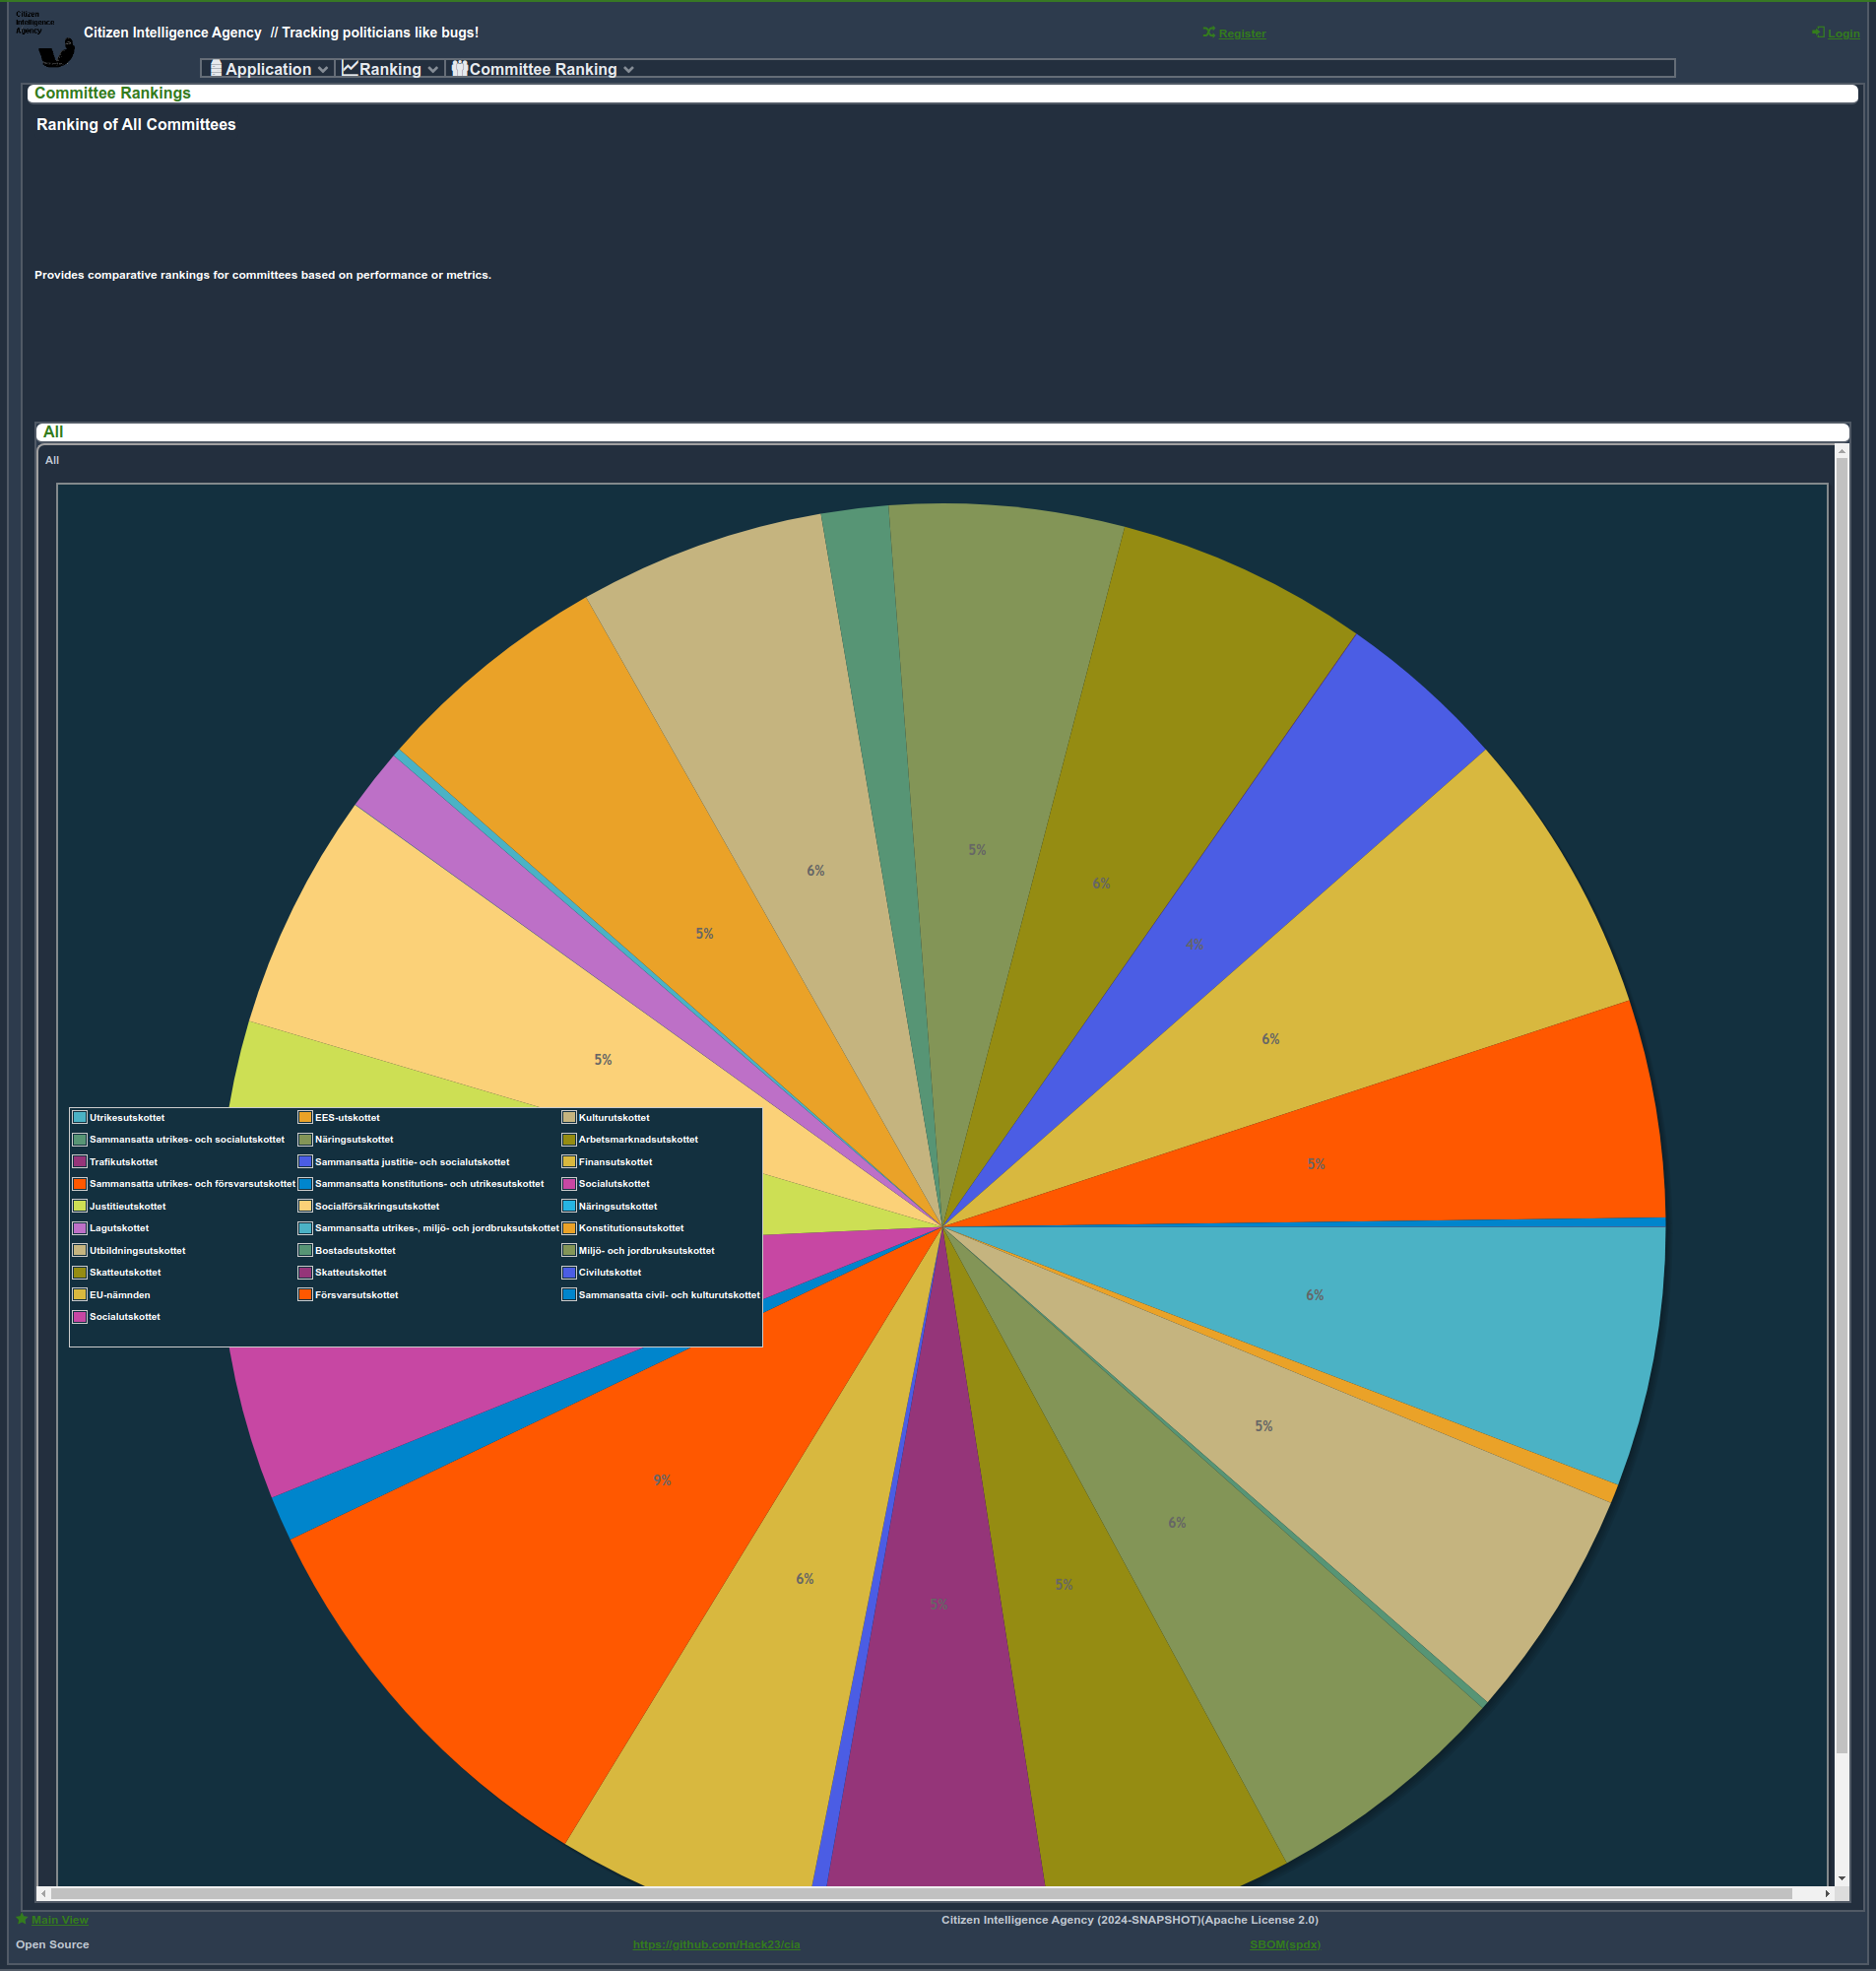 Citizen
Intelligence
Agency
Citizen Intelligence Agency // Tracking politicians like bugs!
Register
Login
Application
Ranking
Committee Ranking
Committee Rankings
Ranking of All Committees
Provides comparative rankings for committees based on performance or metrics.
All
All
5%
6%
6%
5%
4%
6%
5%
5%
Utrikesutskottet EES-utskottet Kulturutskottet
Sammansatta utrikes- och socialutskottet Näringsutskottet Arbetsmarknadsutskottet
Trafikutskottet Sammansatta justitie- och socialutskottet Finansutskottet
Sammansatta utrikes- och försvarsutskottet Sammansatta konstitutions- och utrikesutskottet Socialutskottet
Justitieutskottet Socialförsäkringsutskottet Näringsutskottet
Lagutskottet Sammansatta utrikes-, miljö- och jordbruksutskottet Konstitutionsutskottet
Utbildningsutskottet Bostadsutskottet Miljö- och jordbruksutskottet
Skatteutskottet Skatteutskottet Civilutskottet
EU-nämnden Försvarsutskottet Sammansatta civil- och kulturutskottet
Socialutskottet
6%
5%
9%
6%
6%
5%
5%
Main View
Citizen Intelligence Agency (2024-SNAPSHOT)(Apache License 2.0)
Open Source
https://github.com/Hack23/cia
SBOM(spdx)